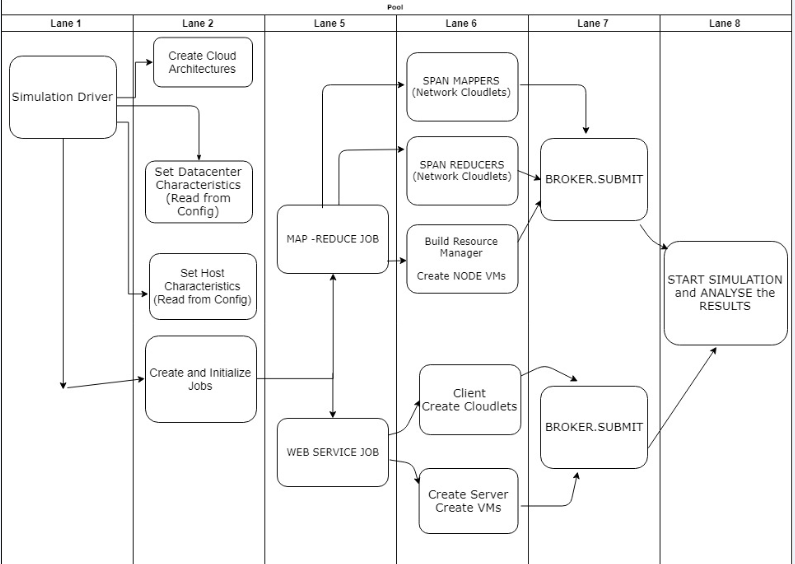 Pool
Lane 1
Lane 2
Lane 5
Lane 6
Lane 7
Lane 8
Simulation Driver
Create Cloud
Architectures
Set Datacenter
Characteristics
(Read from
Config)
Set Host
Characteristics
(Read from Config)
Create and Initialize
Jobs
MAP -REDUCE JOB
WEB SERVICE JOB
SPAN MAPPERS
(Network Cloudlets)
SPAN REDUCERS
(Network Cloudlets)
Build Resource
Manager
Create NODE VMs
Client
Create Cloudlets
Create Server
Create VMs
BROKER.SUBMIT
BROKER.SUBMIT
START SIMULATION
and ANALYSE the
RESULTS